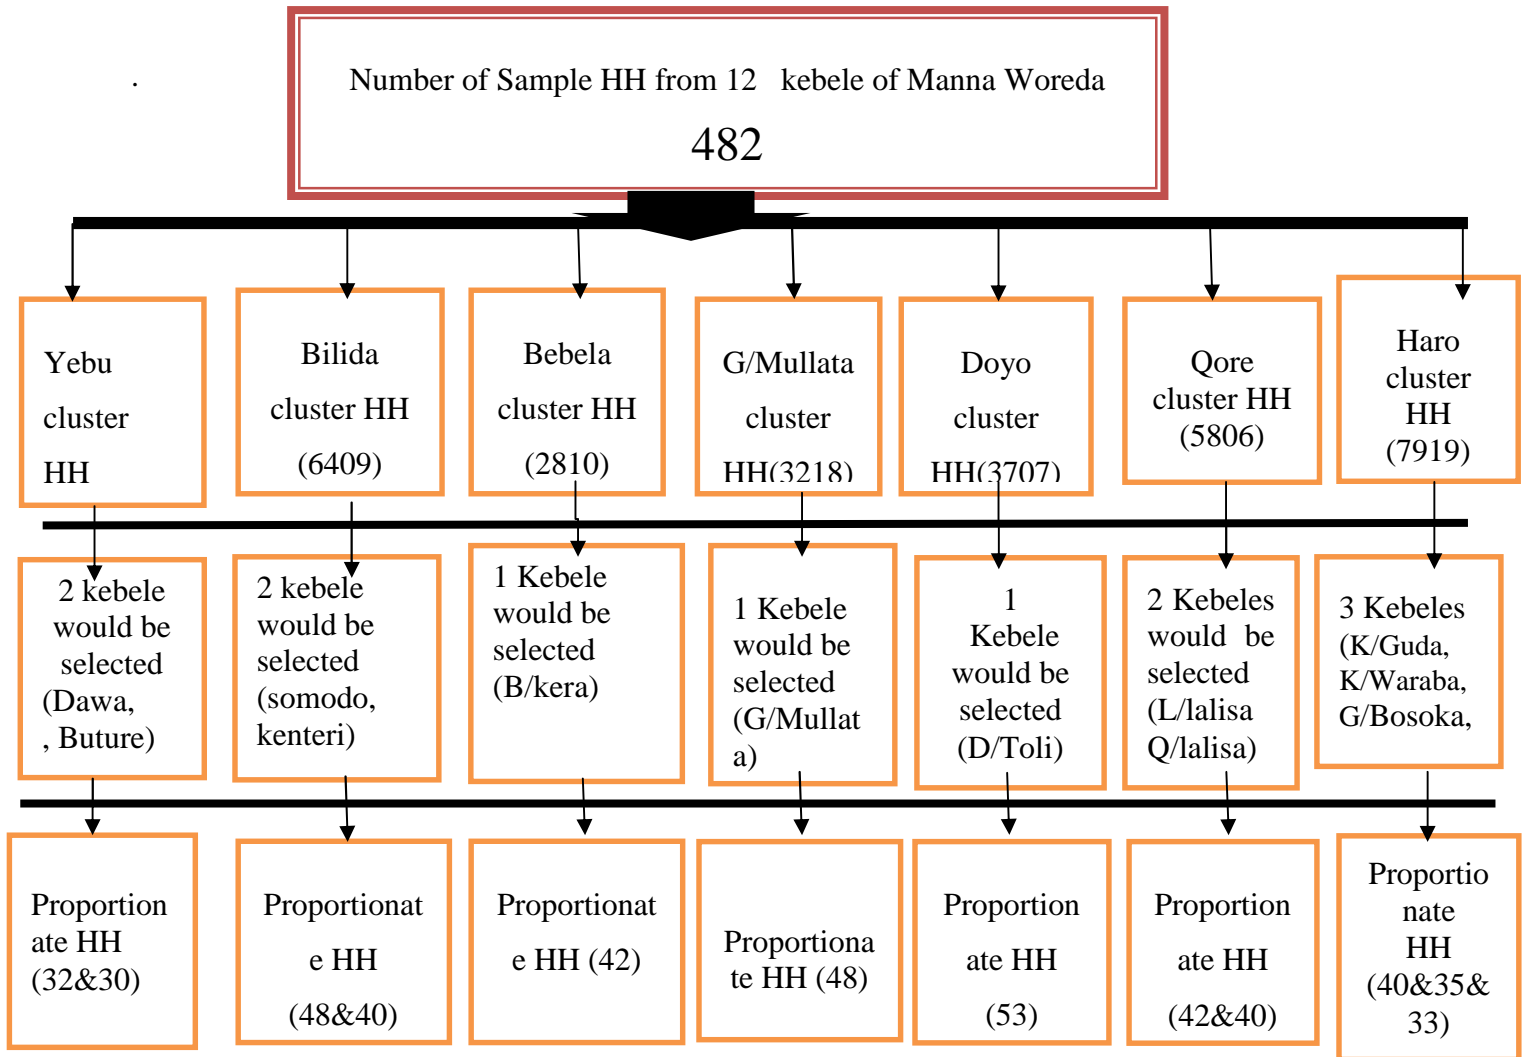 .
Number of Sample HH from 12 kebele of Manna Woreda
482
Yebu
cluster
HH
Bilida
cluster HH
(6409)
Bebela
cluster HH
(2810)
G/Mullata
cluster
HH(3218)
Doyo
cluster
HH(3707)
Qore
cluster HH
(5806)
Haro
cluster
HH
(7919)
2 kebele
would be
selected
(Dawa,
, Buture)
2 kebele
would be
selected
(somodo,
kenteri)
1 Kebele
would be
selected
(B/kera)
1 Kebele
would be
selected
(G/Mullat
a)
1
Kebele
would be
selected
(D/Toli)
2 Kebeles
would be
selected
(L/lalisa
Q/lalisa)
3 Kebeles
(K/Guda,
K/Waraba,
G/Bosoka,
Proportion
ate HH
(32&30)
Proportionat
e HH
(48&40)
Proportionat
e HH (42)
Proportiona
te HH (48)
Proportion
ate HH
(53)
Proportion
ate HH
(42&40)
Proportio
nate
HH
(40&35&
33)